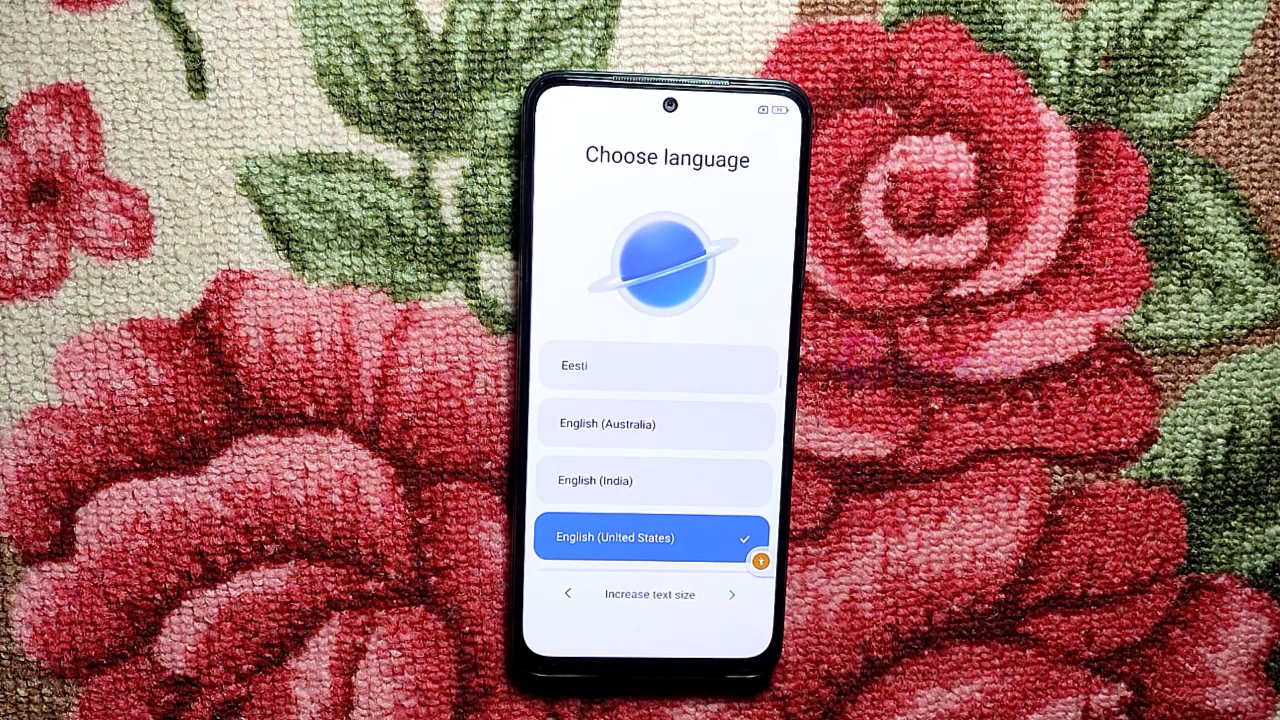 Choose language
Eesti
English (Australia)
English (India)
English (United States)
Increase text size